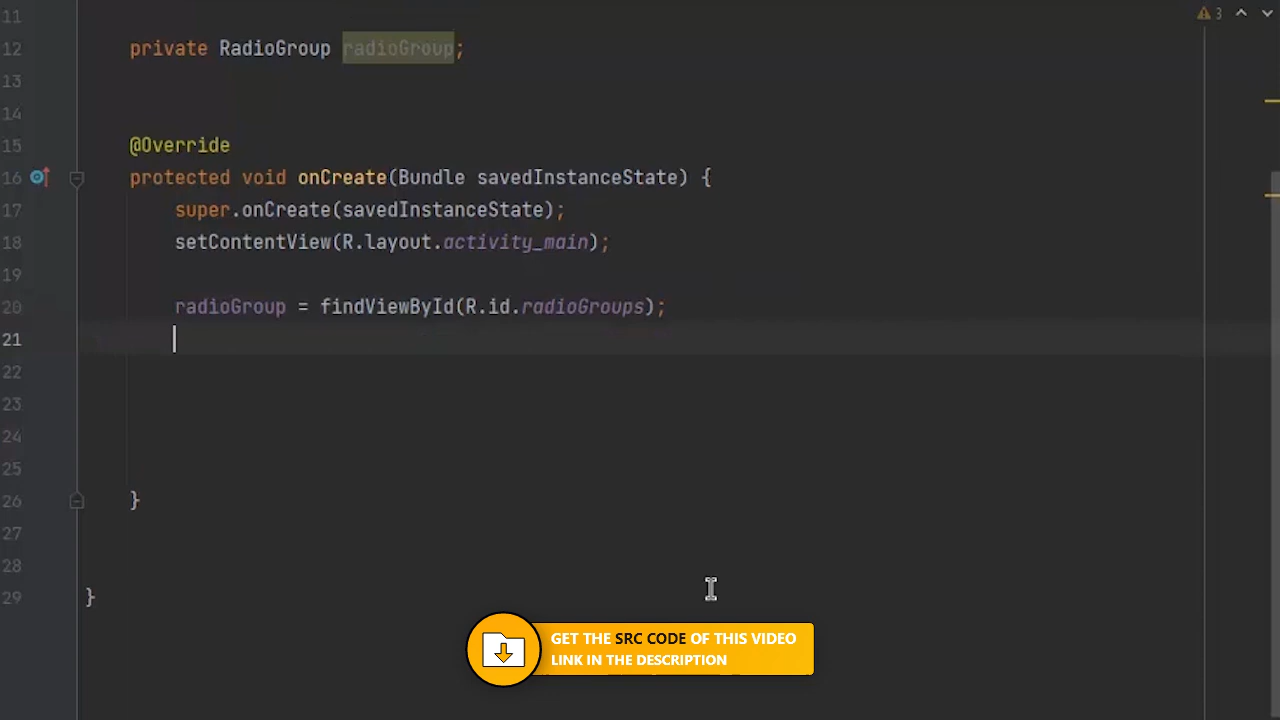 11
3
12 private RadioGroup radioGroup;
13
14
15 @Override
16 protected void onCreate(Bundle savedInstanceState) {
17 super.onCreate(savedInstanceState);
18 setContentView(R.layout.activity_main);
19
20 radioGroup = findViewById(R.id.radioGroups);
21
22
23
24
25
26 }
27
28
29 }
GET THE SRC CODE OF THIS VIDEO
LINK IN THE DESCRIPTION